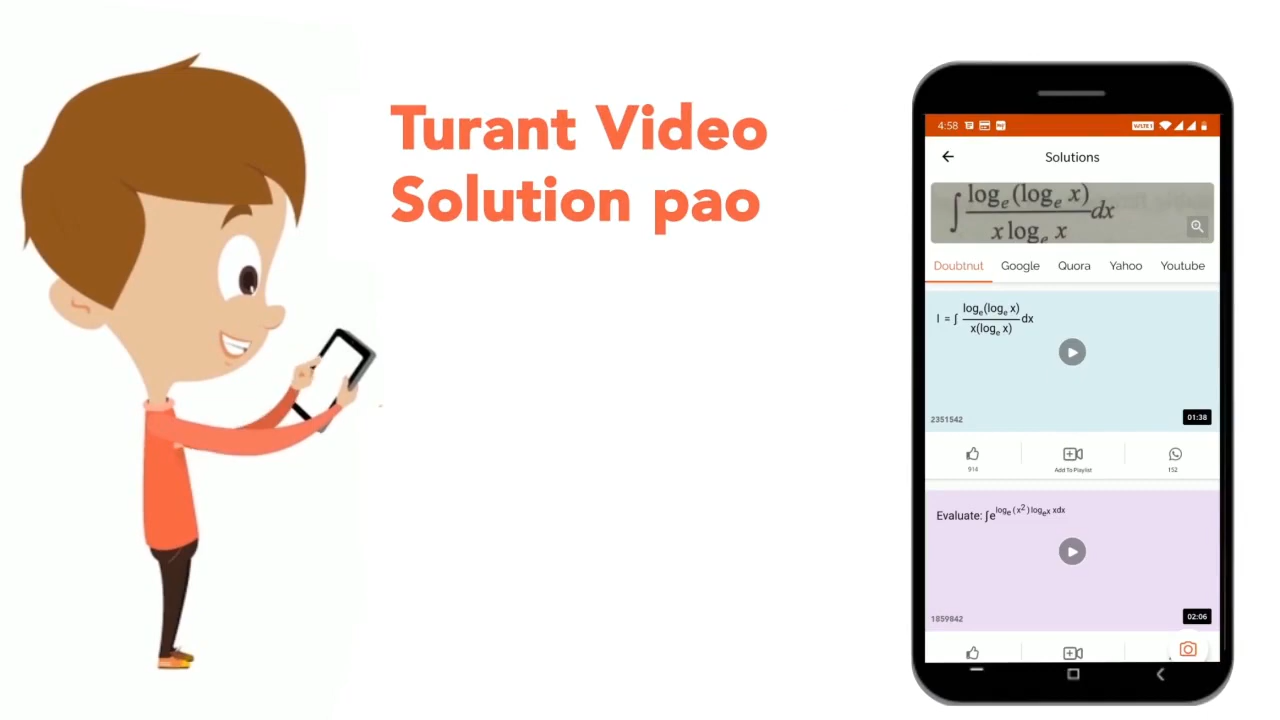 Turant Video
Solution pao
4:58
VoLTE1
Solutions
∫ logₑ(logₑ x) / x logₑ x dx
Doubtnut Google Quora Yahoo Youtube
I = ∫ logₑ(logₑ x) / x(logₑ x) dx
2351542 01:38
914 Add To Playlist 152
Evaluate: ∫e^logₑ(x²)logₑx xdx
1859842 02:06